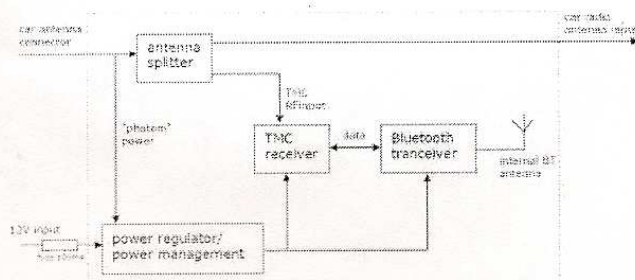 car antenna
connector
car radio
antenna input
antenna
splitter
TMC
RFinput
"photom"
power
TMC
receiver
data
Bluetooth
tranceiver
internal BT
antenna
12V input
power regulator/
power management